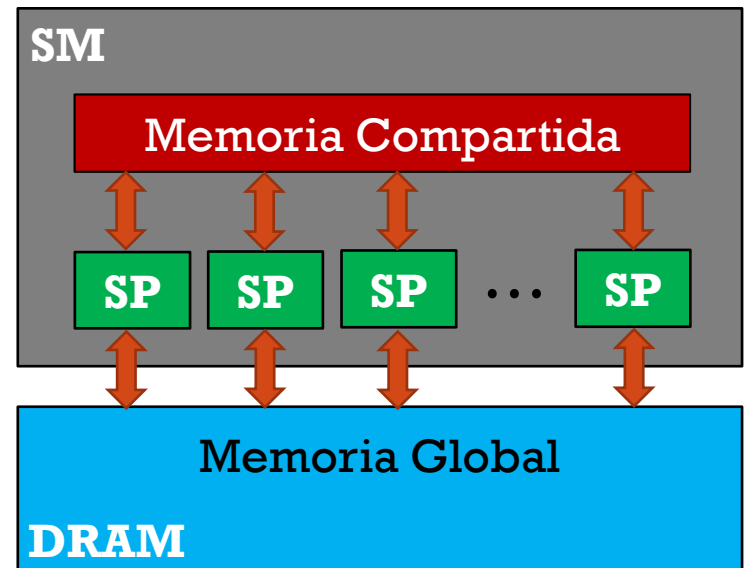 SM
Memoria Compartida
SP SP SP ... SP
Memoria Global
DRAM